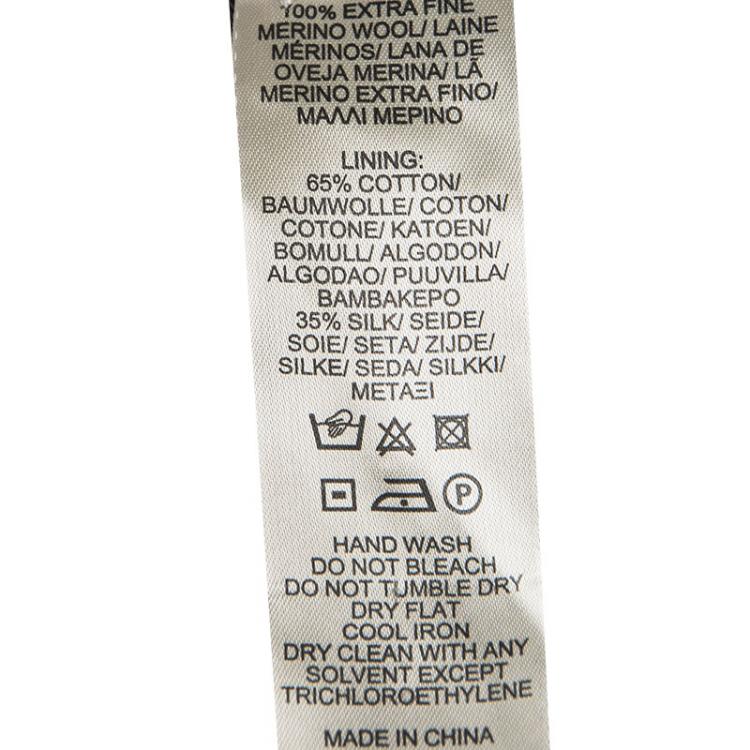 100% EXTRA FINE
MERINO WOOL/ LAINE
MÉRINOS/ LANA DE
OVEJA MERINA/ LÃ
MERINO EXTRA FINO/
ΜΑΛΛΙ ΜΕΡΙΝΟ
LINING:
65% COTTON/
BAUMWOLLE/ COTON/
COTONE/ KATOEN/
BOMULL/ ALGODON/
ALGODAO/ PUUVILLA/
ΒΑΜΒΑΚΕΡΟ
35% SILK/ SEIDE/
SOIE/ SETA/ ZIJDE/
SILKE/ SEDA/ SILKKI/
ΜΕΤΑΞΙ
P
HAND WASH
DO NOT BLEACH
DO NOT TUMBLE DRY
DRY FLAT
COOL IRON
DRY CLEAN WITH ANY
SOLVENT EXCEPT
TRICHLOROETHYLENE
MADE IN CHINA